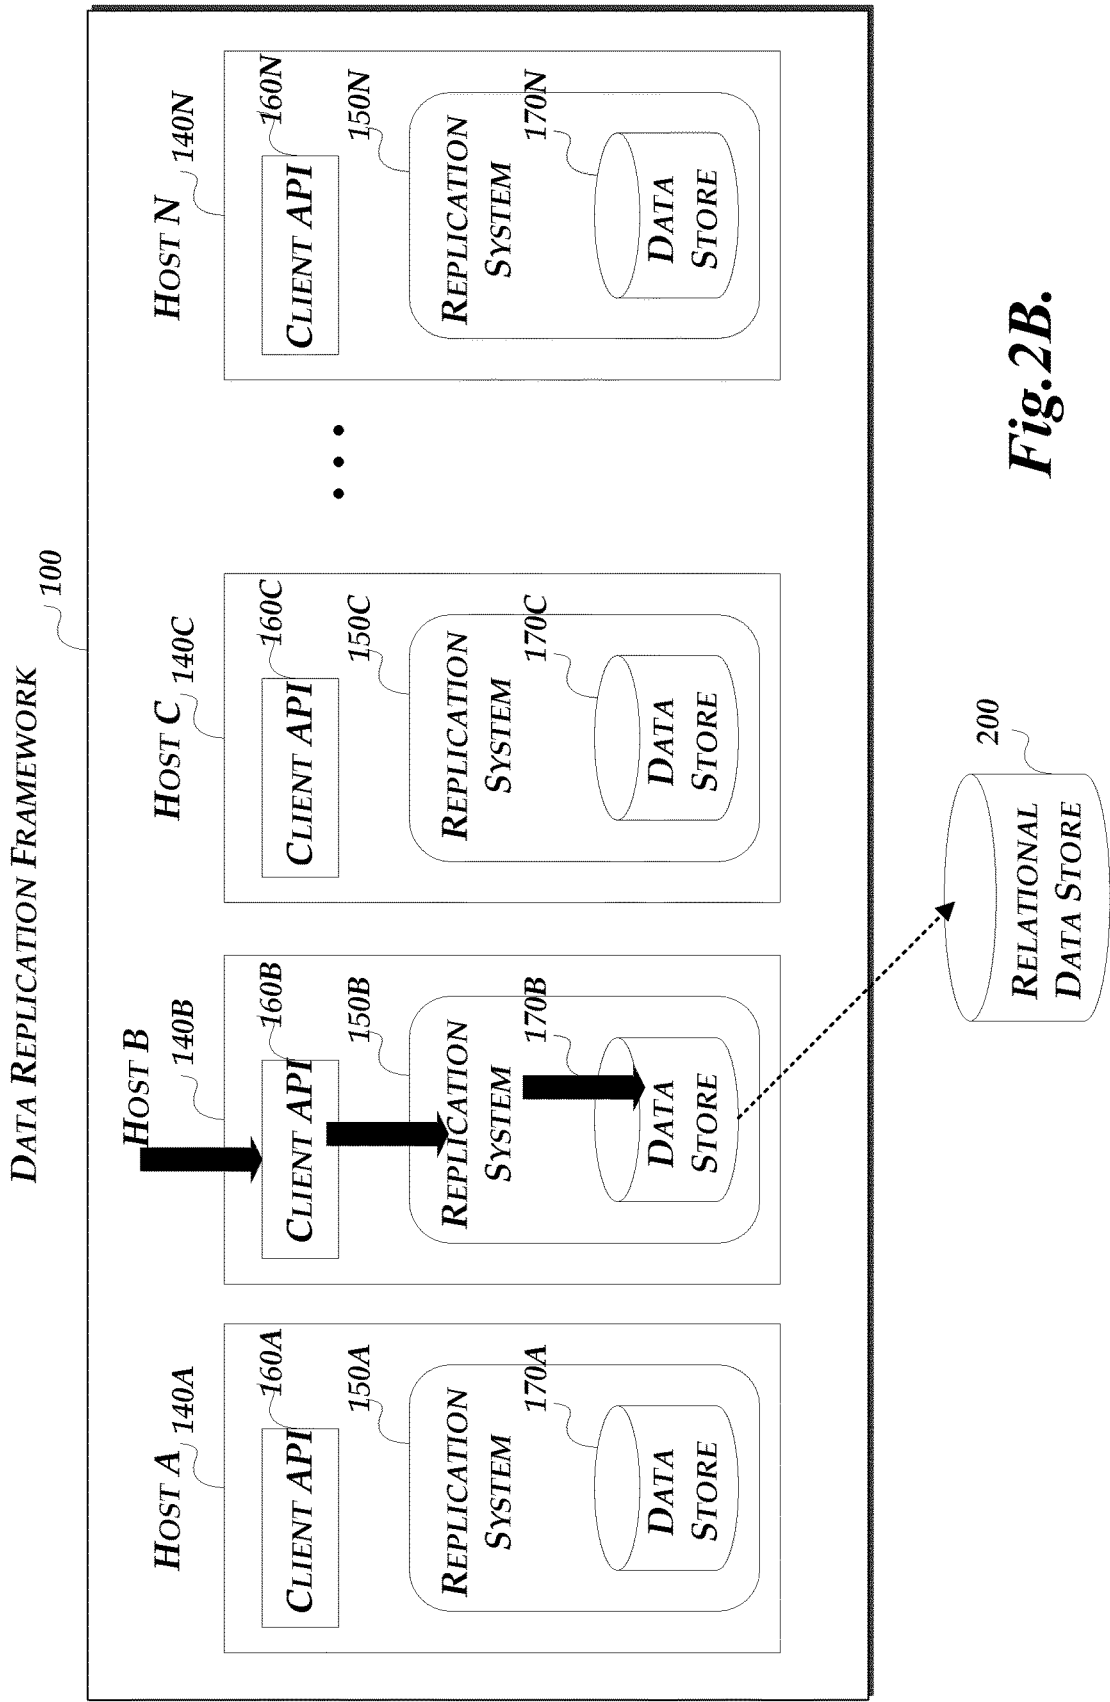 DATA REPLICATION FRAMEWORK
100
HOST A
140A
160A
CLIENT API
150A
REPLICATION
SYSTEM
170A
DATA
STORE
HOST B
140B
160B
CLIENT API
150B
REPLICATION
SYSTEM
170B
DATA
STORE
HOST C
140C
160C
CLIENT API
150C
REPLICATION
SYSTEM
170C
DATA
STORE
HOST N
140N
160N
CLIENT API
150N
REPLICATION
SYSTEM
170N
DATA
STORE
200
RELATIONAL
DATA STORE
Fig.2B.